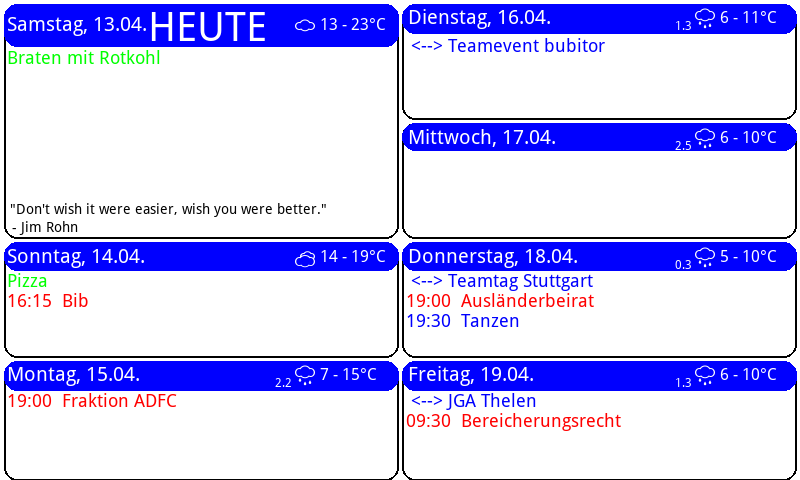 Samstag, 13.04. HEUTE 13 - 23°C
Braten mit Rotkohl
"Don't wish it were easier, wish you were better."
- Jim Rohn
Sonntag, 14.04. 14 - 19°C
Pizza
16:15 Bib
Montag, 15.04. 2.2 7 - 15°C
19:00 Fraktion ADFC
Dienstag, 16.04. 1.3 6 - 11°C
<--> Teamevent bubitor
Mittwoch, 17.04. 2.5 6 - 10°C
Donnerstag, 18.04. 0.3 5 - 10°C
<--> Teamtag Stuttgart
19:00 Ausländerbeirat
19:30 Tanzen
Freitag, 19.04. 1.3 6 - 10°C
<--> JGA Thelen
09:30 Bereicherungsrecht